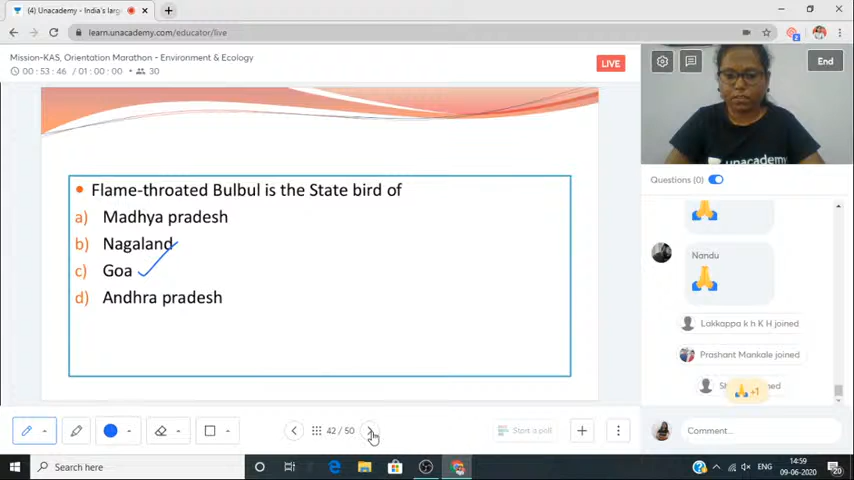 (4) Unacademy - India's larg
learn.unacademy.com/educator/live
Mission-KAS, Orientation Marathon - Environment & Ecology
00 : 53 : 46 / 01 : 00 : 00 • 30
LIVE
End
unacademy
• Flame-throated Bulbul is the State bird of
a) Madhya pradesh
b) Nagaland
c) Goa
d) Andhra pradesh
Questions (0)
Nandu
Lakkappa k h K H joined
Prashant Mankale joined
+1
42 / 50
Start a poll
Comment...
Search here
ENG
14:59
09-06-2020
20